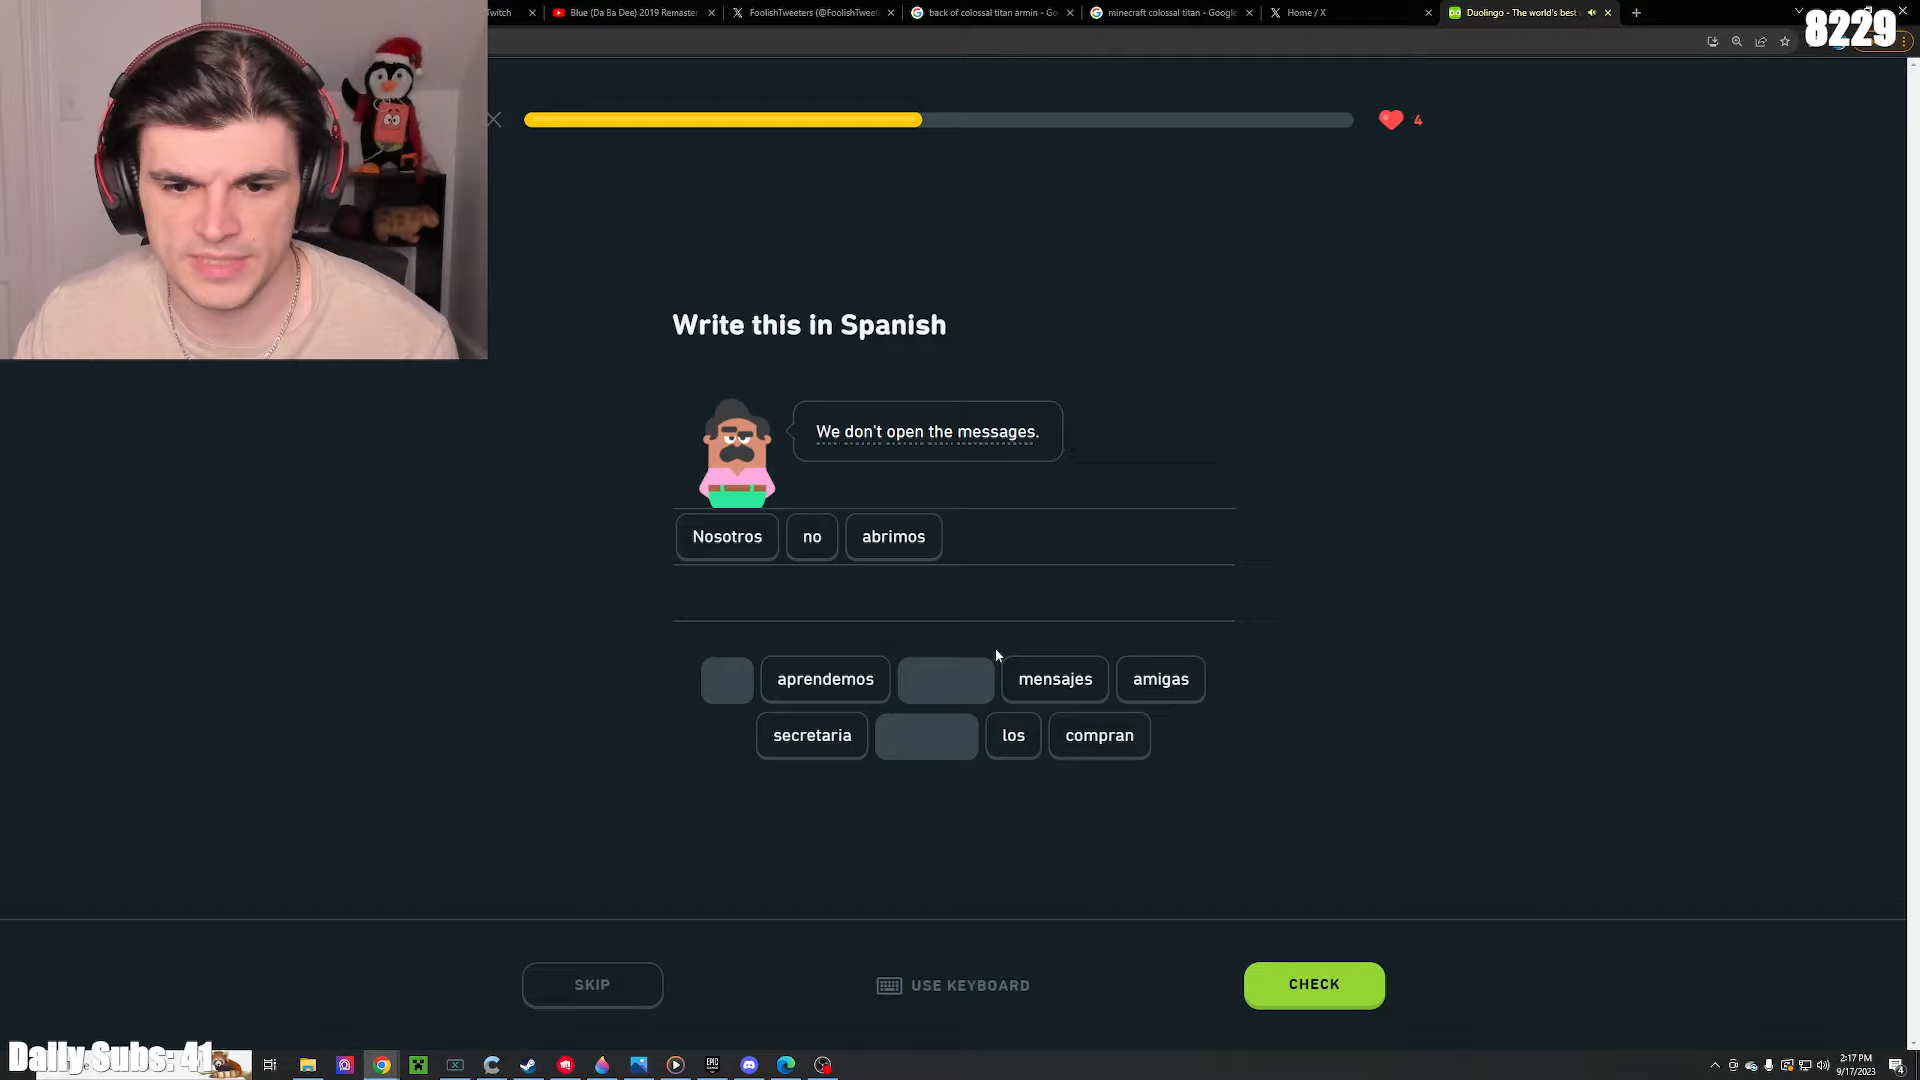 Twitch
Blue (Da Ba Dee) 2019 Remaster
FoolishTweeters (@FoolishTweet
back of colossal titan armin - Go
minecraft colossal titan - Google
Home / X
Duolingo - The world's best
8229
4
Write this in Spanish
We don't open the messages.
Nosotros no abrimos
aprendemos mensajes amigas
secretaria los compran
SKIP
USE KEYBOARD
CHECK
Daily Subs: 41
EPIC
2:17 PM
9/17/2023
4